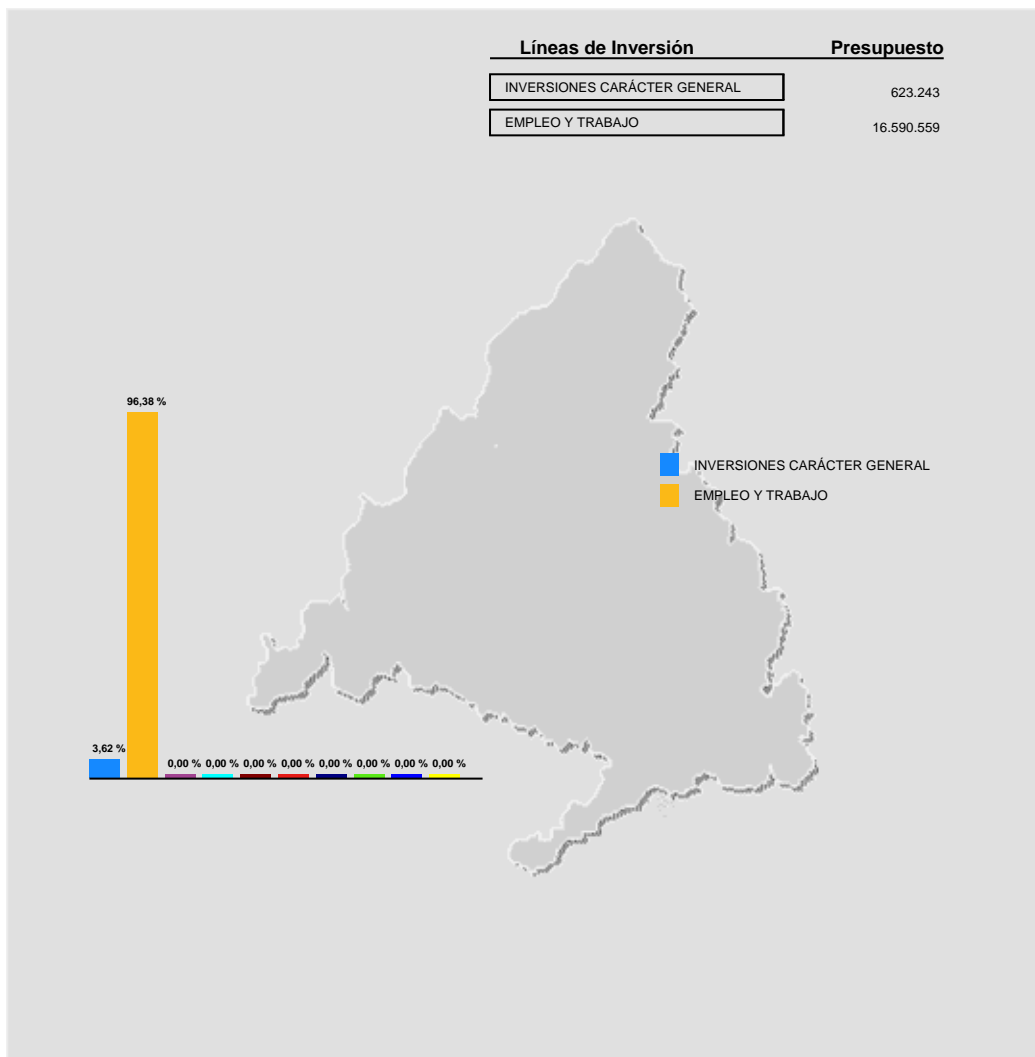 Líneas de Inversión Presupuesto
INVERSIONES CARÁCTER GENERAL 623.243
EMPLEO Y TRABAJO 16.590.559
96,38 %
INVERSIONES CARÁCTER GENERAL
EMPLEO Y TRABAJO
3,62 %
0,00 % 0,00 % 0,00 % 0,00 % 0,00 % 0,00 % 0,00 % 0,00 %